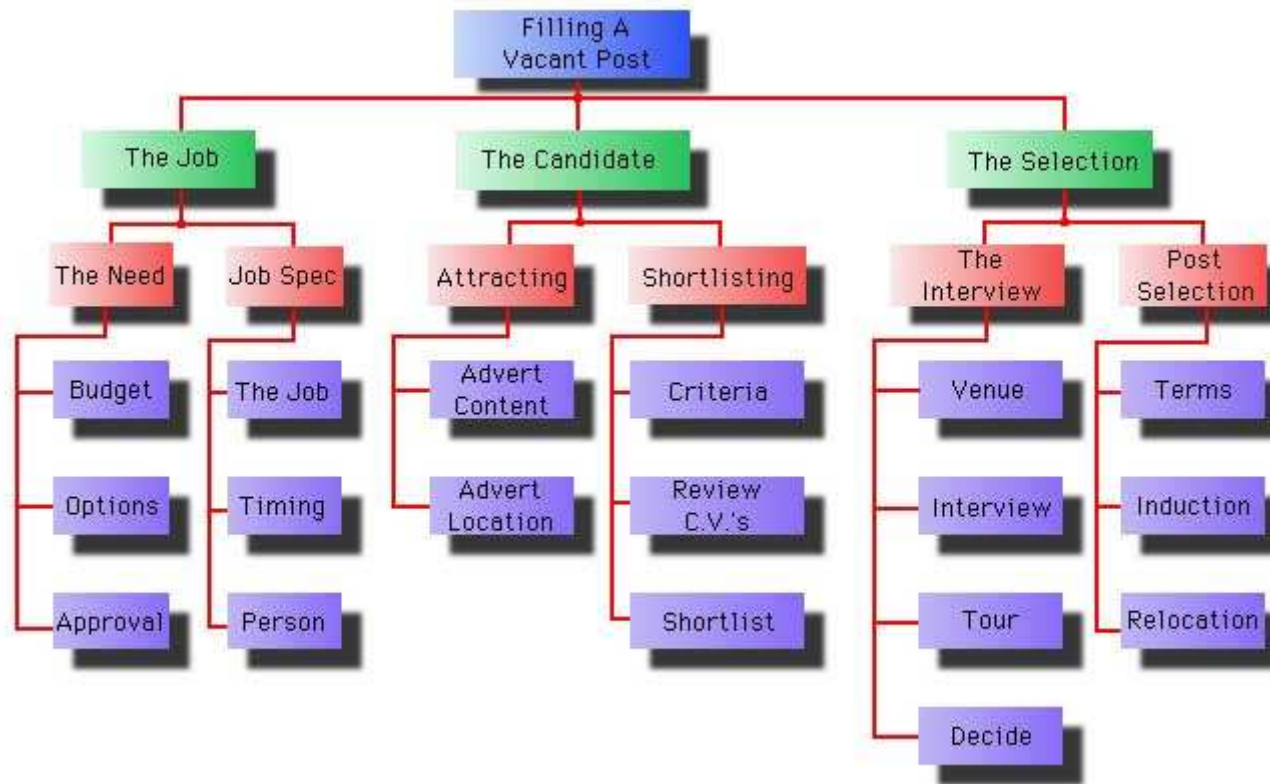 Filling A
Vacant Post
The Job
The Candidate
The Selection
The Need
Job Spec
Attracting
Shortlisting
The
Interview
Post
Selection
Budget
The Job
Advert
Content
Criteria
Venue
Terms
Options
Timing
Advert
Location
Review
C.V.'s
Interview
Induction
Approval
Person
Shortlist
Tour
Relocation
Decide